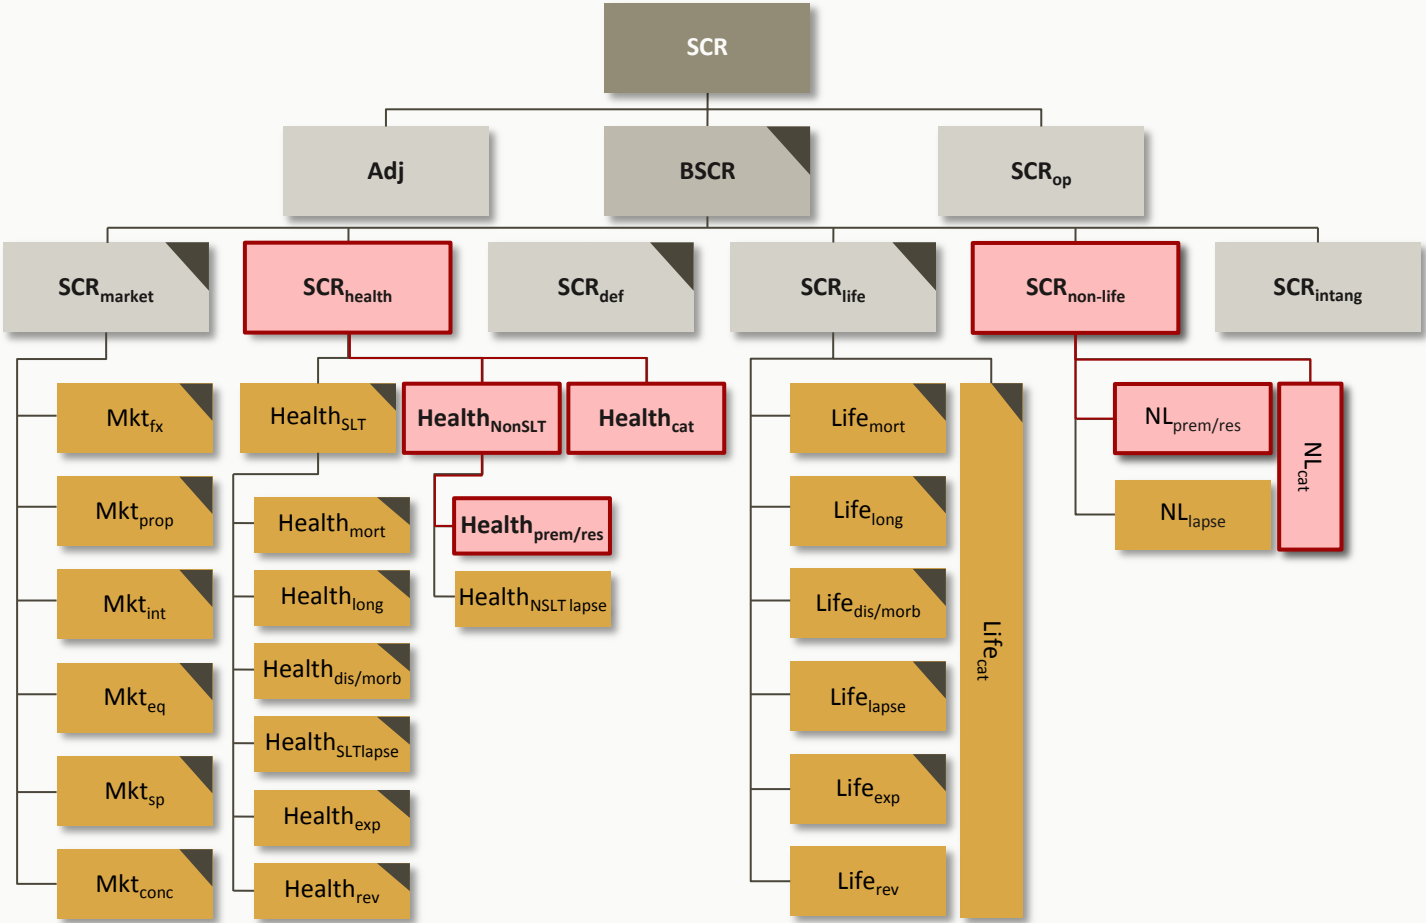 SCR
Adj
BSCR
SCRop
SCRmarket
SCRhealth
SCRdef
SCRlife
SCRnon-life
SCRintang
Mktfx
Mktprop
Mktint
Mkteq
Mktsp
Mktconc
HealthSLT
HealthNonSLT
Healthcat
Healthmort
Healthlong
Healthdis/morb
HealthSLTlapse
Healthexp
Healthrev
Healthprem/res
HealthNSLT lapse
Lifemort
Lifelong
Lifedis/morb
Lifelapse
Lifeexp
Liferev
Lifecat
NLprem/res
NLlapse
NLcat